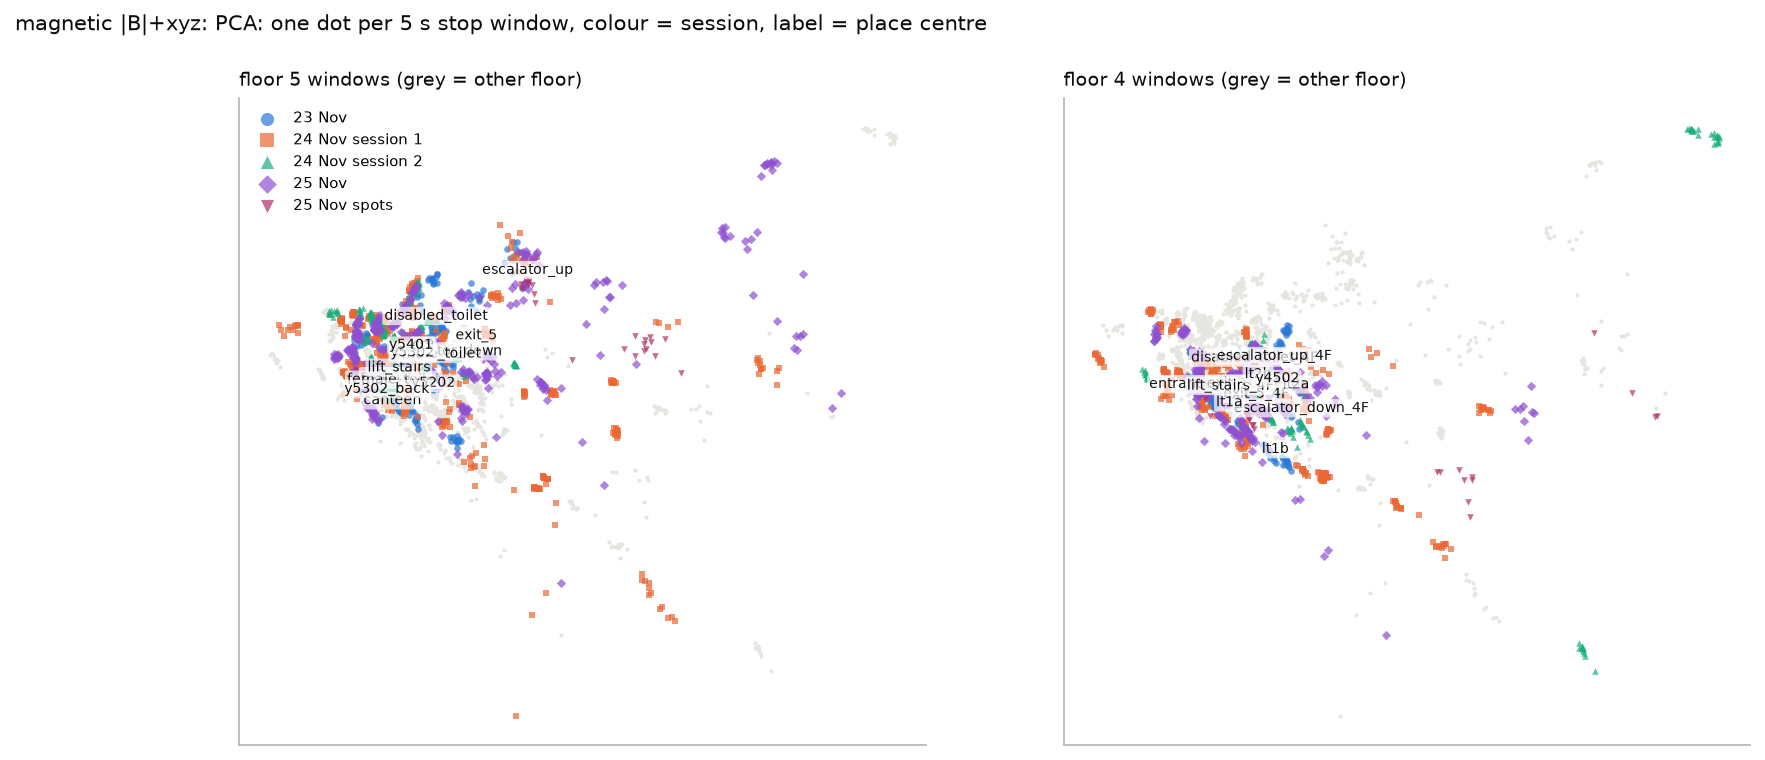 magnetic |B|+xyz: PCA: one dot per 5 s stop window, colour = session, label = place centre
floor 5 windows (grey = other floor)
23 Nov
24 Nov session 1
24 Nov session 2
25 Nov
25 Nov spots
escalator_up
disabled_toilet
exit_5
y5401
lift_stairs
y5302_back
canteen
floor 4 windows (grey = other floor)
escalator_up_4F
y4502
lt1a
escalator_down_4F
lt1b